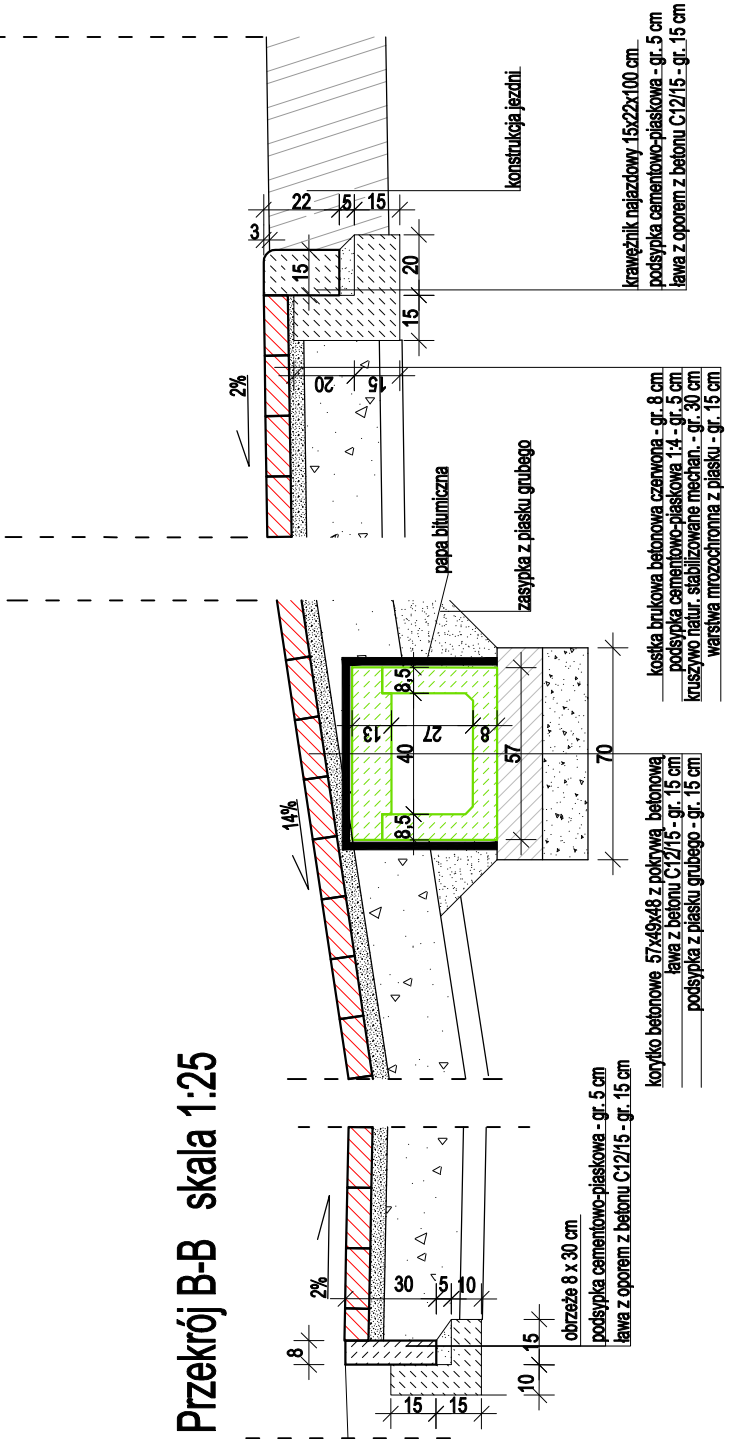 Przekrój B-B skala 1:25
2%
8
30
5
10
15
10
15
15
obrzeże 8 x 30 cm
podsypka cementowo-piaskowa - gr. 5 cm
ława z oporem z betonu C12/15 - gr. 15 cm
14%
13
27
8
8,5
40
8,5
57
70
papa bitumiczna
zasypka z piasku grubego
korytko betonowe 57x49x48 z pokrywą betonową
ława z betonu C12/15 - gr. 15 cm
podsypka z piasku grubego - gr. 15 cm
2%
3
22
5
15
15
20
15
20
15
konstrukcja jezdni
kostka brukowa betonowa czerwona - gr. 8 cm
podsypka cementowo-piaskowa 1:4 - gr. 5 cm
kruszywo natur. stabilizowane mechan. - gr. 30 cm
warstwa mrozochronna z piasku - gr. 15 cm
krawężnik najazdowy 15x22x100 cm
podsypka cementowo-piaskowa - gr. 5 cm
ława z oporem z betonu C12/15 - gr. 15 cm